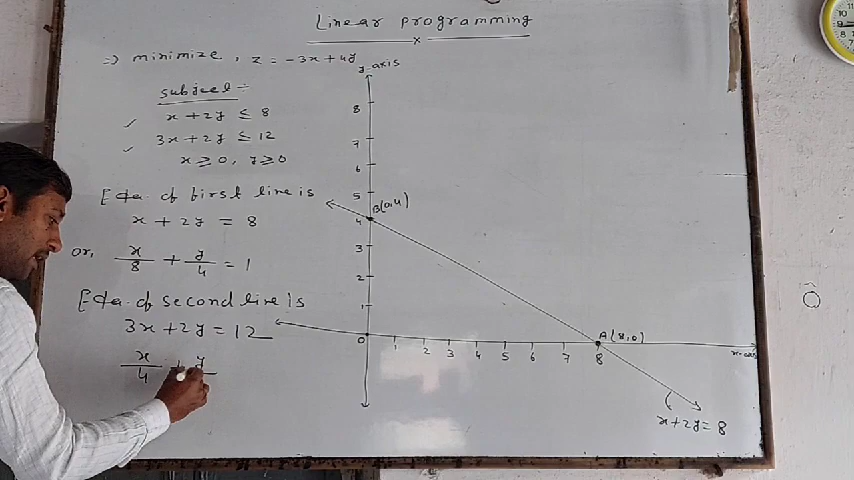 Linear programming
⇒ minimize, z = -3x + 4y
subject :-
x + 2y ≤ 8
3x + 2y ≤ 12
x ≥ 0, y ≥ 0
Eqn. of first line is
x + 2y = 8
or, x/8 + y/4 = 1
Eqn. of second line is
3x + 2y = 12
x/4 + y/
y-axis
8
7
6
5
B(0,4)
4
3
2
1
0 1 2 3 4 5 6 7 8
A(8,0)
x-axis
x + 2y = 8